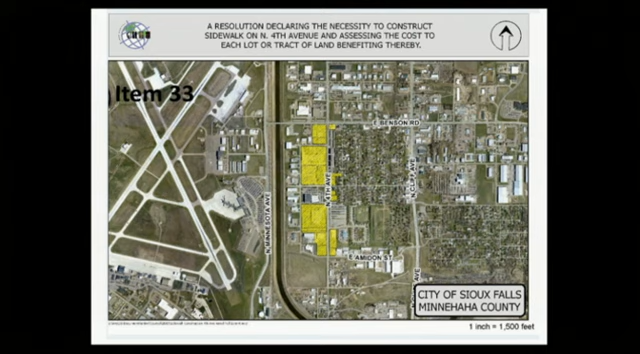 A RESOLUTION DECLARING THE NECESSITY TO CONSTRUCT
SIDEWALK ON N. 4TH AVENUE AND ASSESSING THE COST TO
EACH LOT OR TRACT OF LAND BENEFITING THEREBY.
Item 33
E BENSON RD
N 4TH AVE
N CLIFF AVE
N MINNESOTA AVE
E AMIDON ST
AVE
CITY OF SIOUX FALLS
MINNEHAHA COUNTY
1 inch = 1,500 feet